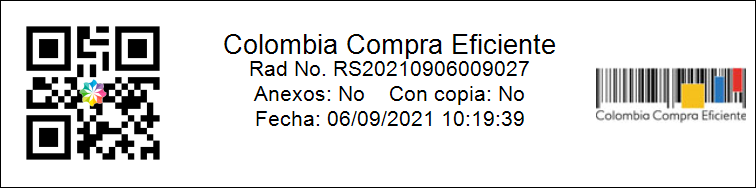 Colombia Compra Eficiente
Rad No. RS20210906009027
Anexos: No    Con copia: No
Fecha: 06/09/2021 10:19:39
Colombia Compra Eficiente